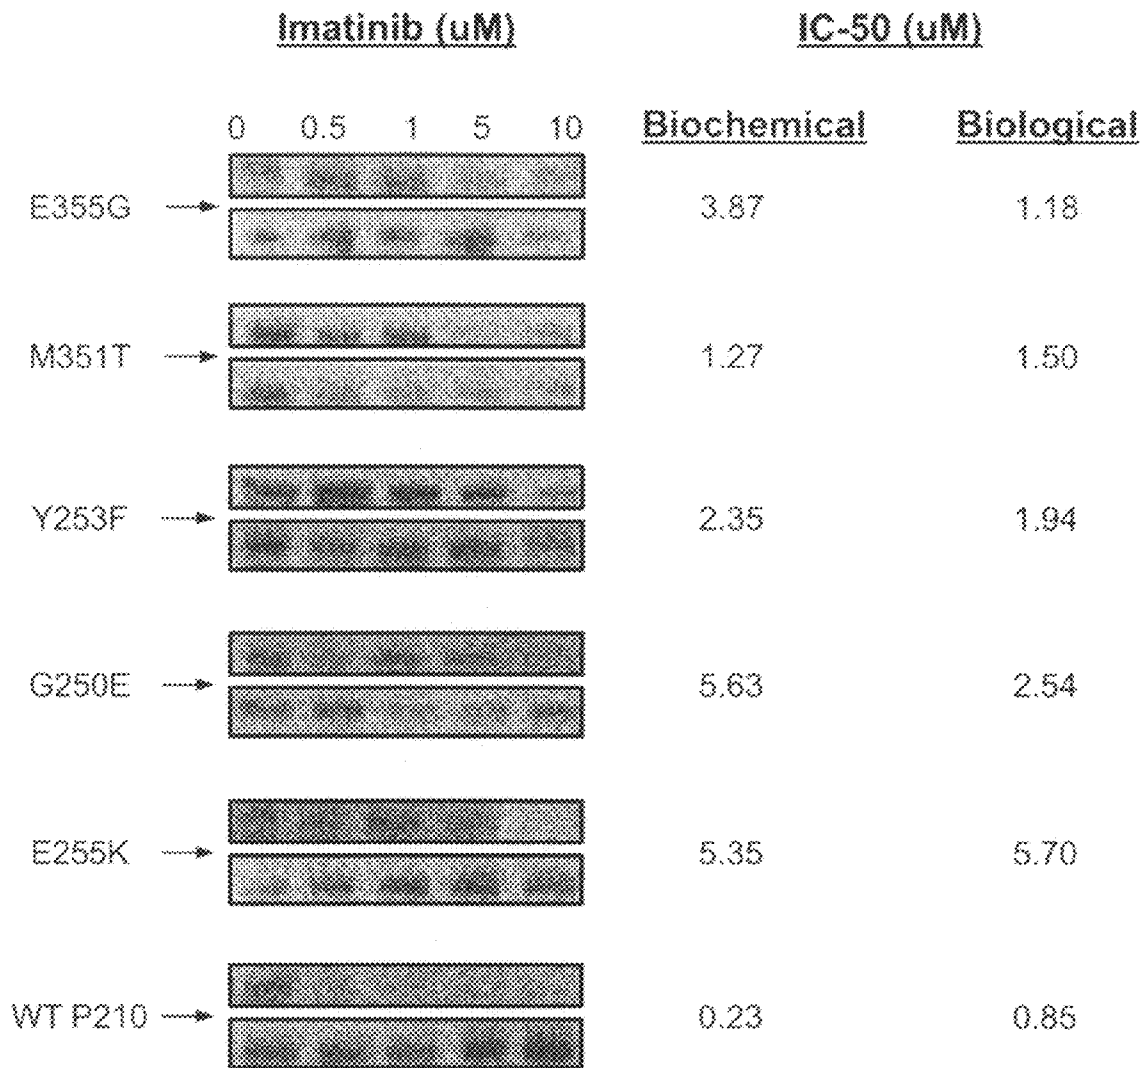 Imatinib (uM) IC-50 (uM)
0 0.5 1 5 10 Biochemical Biological
E355G 3.87 1.18
M351T 1.27 1.50
Y253F 2.35 1.94
G250E 5.63 2.54
E255K 5.35 5.70
WT P210 0.23 0.85